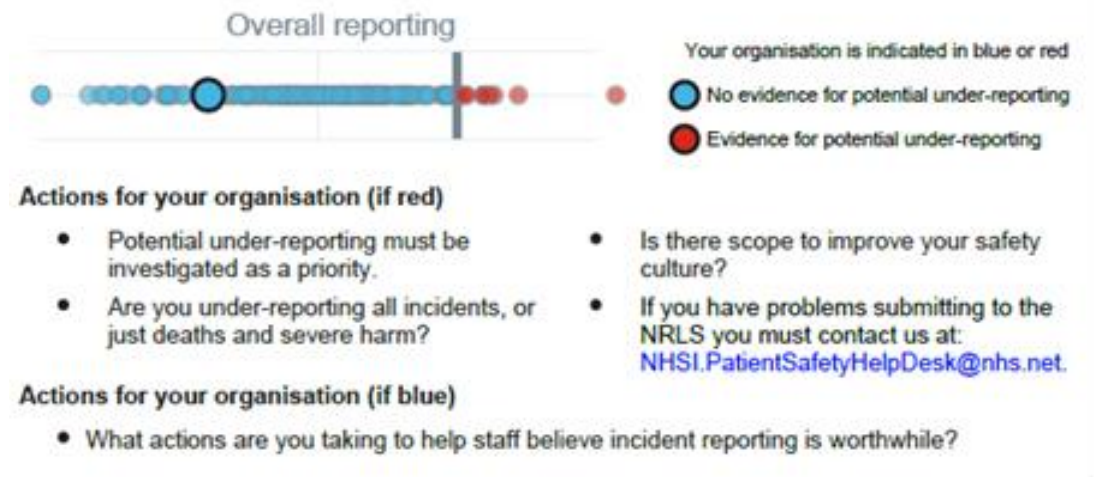 Overall reporting
Your organisation is indicated in blue or red
No evidence for potential under-reporting
Evidence for potential under-reporting
Actions for your organisation (if red)
• Potential under-reporting must be
investigated as a priority.
• Are you under-reporting all incidents, or
just deaths and severe harm?
• Is there scope to improve your safety
culture?
• If you have problems submitting to the
NRLS you must contact us at:
NHSI.PatientSafetyHelpDesk@nhs.net.
Actions for your organisation (if blue)
• What actions are you taking to help staff believe incident reporting is worthwhile?